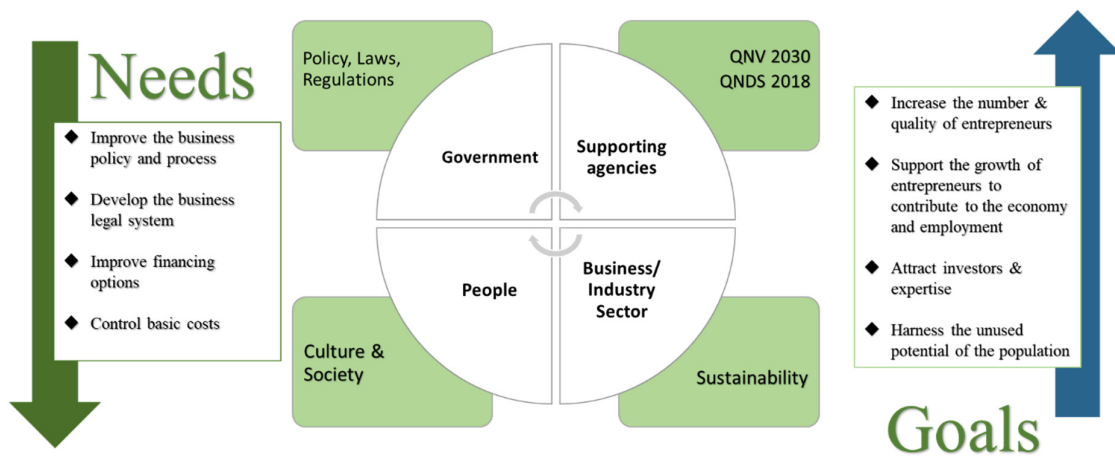 Needs
◆ Improve the business
policy and process
◆ Develop the business
legal system
◆ Improve financing
options
◆ Control basic costs
Policy, Laws,
Regulations
QNV 2030
QNDS 2018
Government
Supporting
agencies
People
Business/
Industry
Sector
Culture &
Society
Sustainability
◆ Increase the number &
quality of entrepreneurs
◆ Support the growth of
entrepreneurs to
contribute to the economy
and employment
◆ Attract investors &
expertise
◆ Harness the unused
potential of the population
Goals